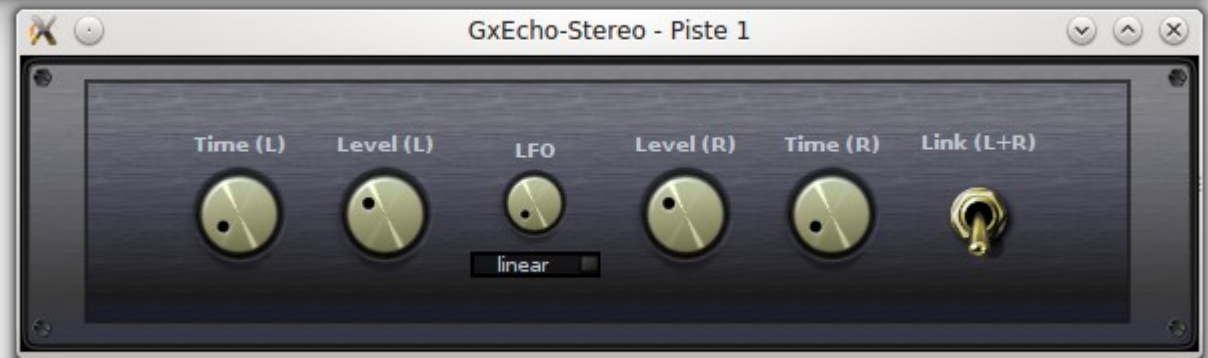 GxEcho-Stereo - Piste 1
Time (L) Level (L) LFO Level (R) Time (R) Link (L+R)
linear